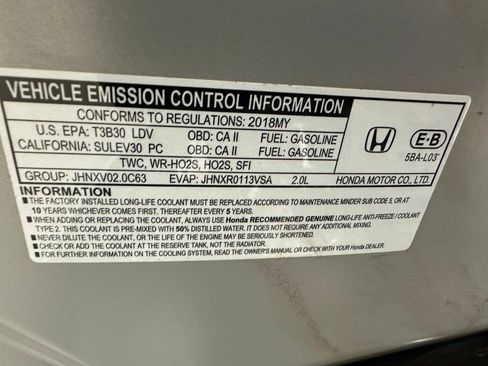 VEHICLE EMISSION CONTROL INFORMATION
CONFORMS TO REGULATIONS: 2018MY
U.S. EPA: T3B30 LDV OBD: CA II FUEL: GASOLINE
CALIFORNIA: SULEV30 PC OBD: CA II FUEL: GASOLINE
TWC, WR-HO2S, HO2S, SFI
GROUP: JHNXV02.0C63 EVAP: JHNXR0113VSA 2.0L
E-B
5BA-L03
HONDA MOTOR CO., LTD.
INFORMATION
■ THE FACTORY INSTALLED LONG-LIFE COOLANT MUST BE REPLACED ACCORDING TO MAINTENANCE MINDER SUB CODE 5, OR AT
10 YEARS WHICHEVER COMES FIRST. THEREAFTER EVERY 5 YEARS.
■ WHEN ADDING OR REPLACING THE COOLANT, ALWAYS USE Honda RECOMMENDED GENUINE LONG-LIFE ANTI-FREEZE / COOLANT
TYPE 2. THIS COOLANT IS PRE-MIXED WITH 50% DISTILLED WATER. IT DOES NOT REQUIRE ANY ADDITIONAL MIXING.
■ NEVER DILUTE COOLANT, OR THE LIFE OF THE ENGINE MAY BE SERIOUSLY SHORTENED.
■ CHECK OR ADD THE COOLANT AT THE RESERVE TANK, NOT THE RADIATOR.
■ FOR FURTHER INFORMATION ON THE COOLING SYSTEM, READ THE OWNER'S MANUAL OR CHECK WITH YOUR Honda DEALER.